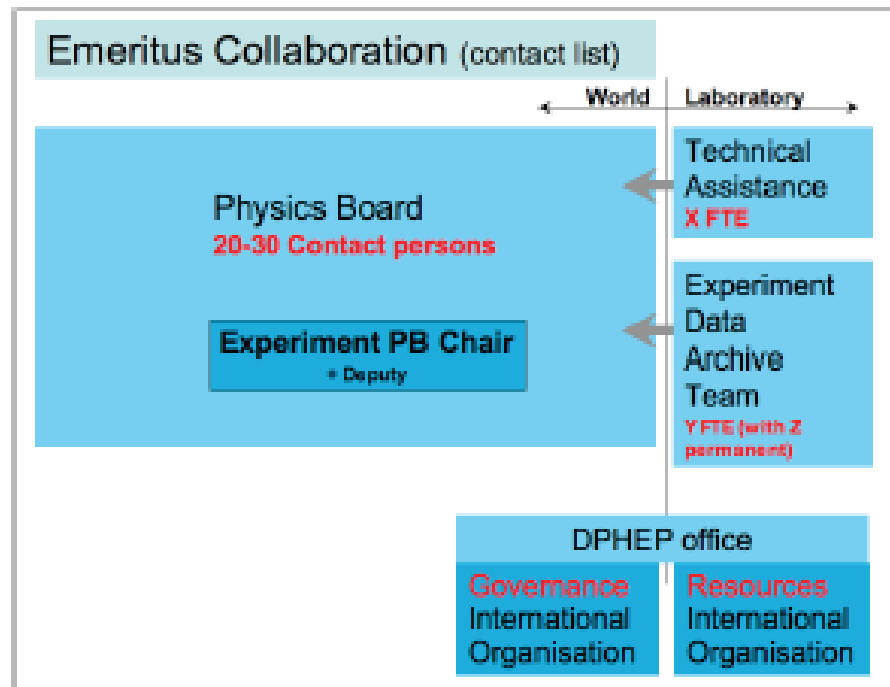 Emeritus Collaboration (contact list)
World Laboratory
Physics Board
20-30 Contact persons
Experiment PB Chair
+ Deputy
Technical
Assistance
X FTE
Experiment
Data
Archive
Team
Y FTE (with Z
permanent)
DPHEP office
Governance
International
Organisation
Resources
International
Organisation